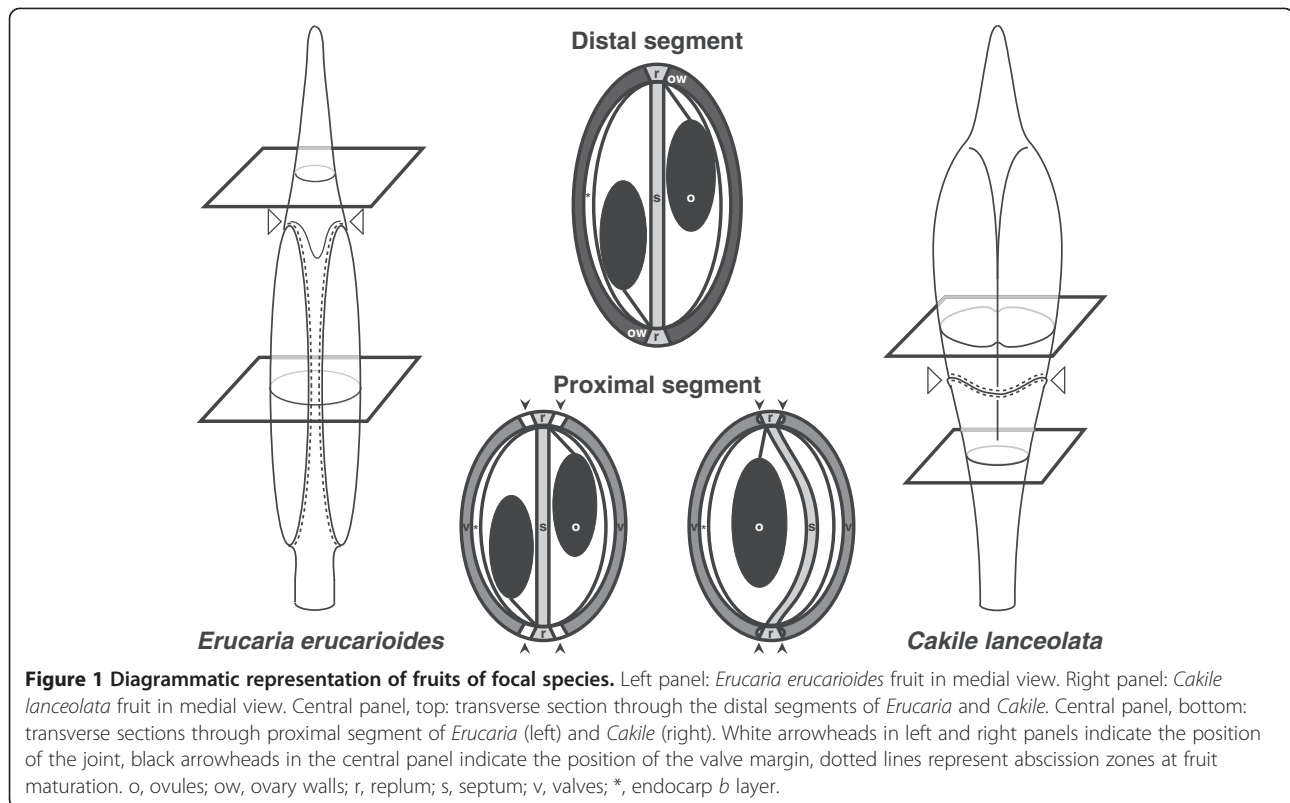 Distal segment
r
ow
*
s
o
ow
r
Proximal segment
r
v
*
s
o
v
r
r
v
*
o
s
v
r
Erucaria erucarioides
Cakile lanceolata
Figure 1 Diagrammatic representation of fruits of focal species. Left panel: Erucaria erucarioides fruit in medial view. Right panel: Cakile
lanceolata fruit in medial view. Central panel, top: transverse section through the distal segments of Erucaria and Cakile. Central panel, bottom:
transverse sections through proximal segment of Erucaria (left) and Cakile (right). White arrowheads in left and right panels indicate the position
of the joint, black arrowheads in the central panel indicate the position of the valve margin, dotted lines represent abscission zones at fruit
maturation. o, ovules; ow, ovary walls; r, replum; s, septum; v, valves; *, endocarp b layer.